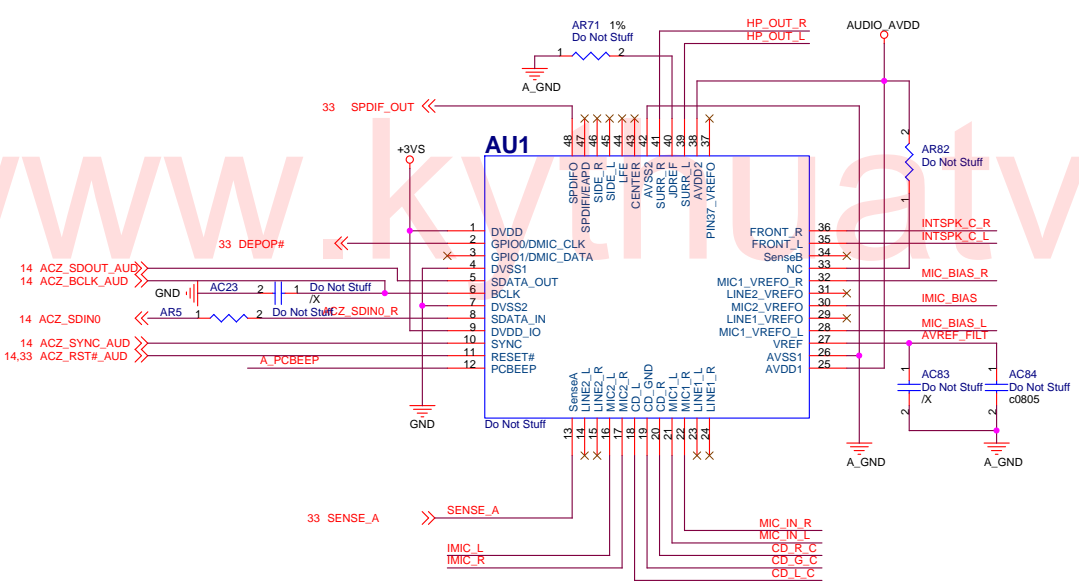 AR71 1%
Do Not Stuff
1 2
A_GND
HP_OUT_R
HP_OUT_L
AUDIO_AVDD
33 SPDIF_OUT
+3VS
AU1
48 47 46 45 44 43 42 41 40 39 38 37
SPDIFO
SPDIFI/EAPD
SIDE_R
SIDE_L
LFE
CENTER
AVSS2
SURR_R
JDREF
SURR_L
AVDD2
PIN37_VREFO
2
AR82
Do Not Stuff
1
www.kythuatv
33 DEPOP#
14 ACZ_SDOUT_AUD
14 ACZ_BCLK_AUD
GND
AC23 2 1 Do Not Stuff
/X
14 ACZ_SDIN0
AR5 1 2 Do Not Stuff
ACZ_SDIN0_R
14 ACZ_SYNC_AUD
14,33 ACZ_RST#_AUD
A_PCBEEP
1 DVDD
2 GPIO0/DMIC_CLK
3 GPIO1/DMIC_DATA
4 DVSS1
5 SDATA_OUT
6 BCLK
7 DVSS2
8 SDATA_IN
9 DVDD_IO
10 SYNC
11 RESET#
12 PCBEEP
FRONT_R 36 INTSPK_C_R
FRONT_L 35 INTSPK_C_L
SenseB 34
NC 33
MIC1_VREFO_R 32 MIC_BIAS_R
LINE2_VREFO 31
MIC2_VREFO 30 IMIC_BIAS
LINE1_VREFO 29
MIC1_VREFO_L 28 MIC_BIAS_L
VREF 27 AVREF_FILT
AVSS1 26
AVDD1 25
SenseA
LINE2_L
LINE2_R
MIC2_L
MIC2_R
CD_L
CD_GND
CD_R
MIC1_L
MIC1_R
LINE1_L
LINE1_R
13 14 15 16 17 18 19 20 21 22 23 24
Do Not Stuff
GND
1
AC83
Do Not Stuff
/X
2
1
AC84
Do Not Stuff
c0805
2
A_GND
A_GND
33 SENSE_A
SENSE_A
IMIC_L
IMIC_R
MIC_IN_R
MIC_IN_L
CD_R_C
CD_G_C
CD_L_C